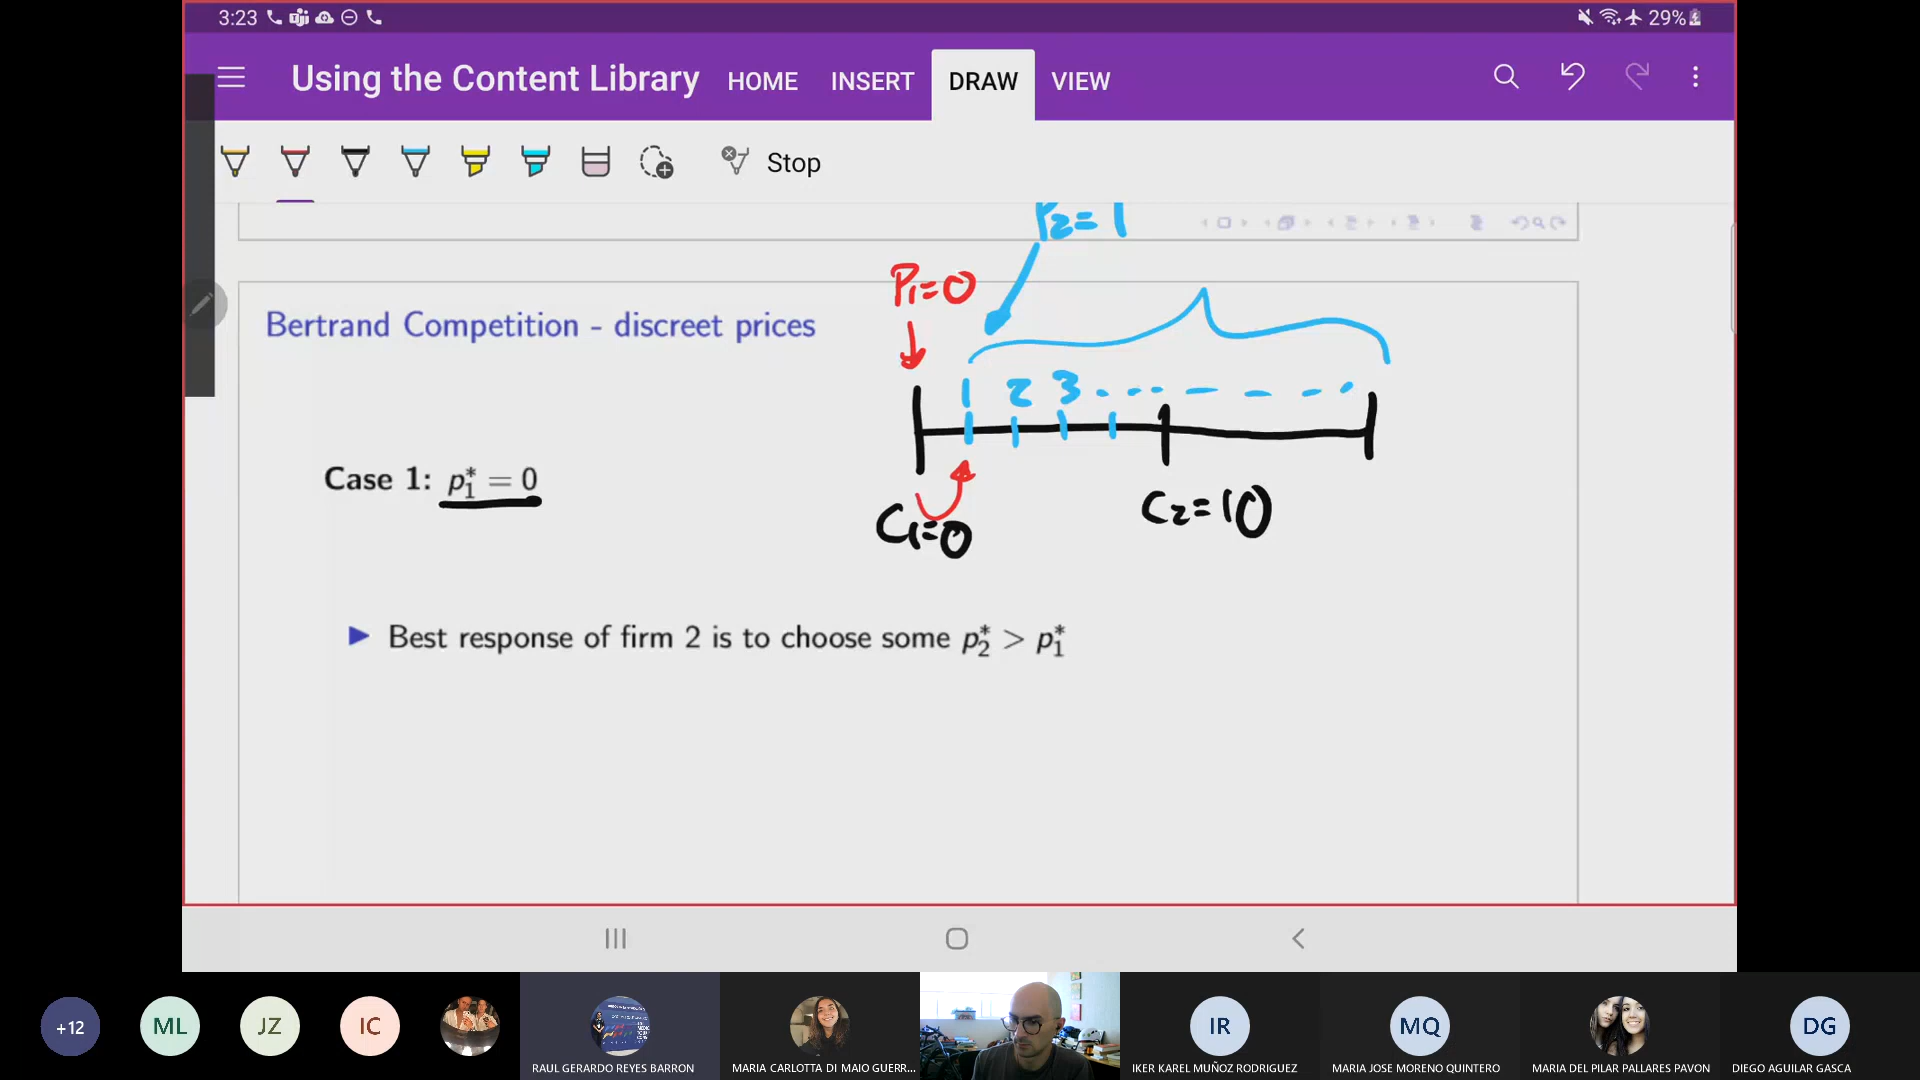 3:23 29%
Using the Content Library HOME INSERT DRAW VIEW
Stop
P2=1
P1=0
Bertrand Competition - discreet prices
1 2 3
Case 1: p₁* = 0
C1=0
C2=10
Best response of firm 2 is to choose some p₂* > p₁*
+12
ML
JZ
IC
IR
MQ
DG
RAUL GERARDO REYES BARRON
MARIA CARLOTTA DI MAIO GUERR...
IKER KAREL MUÑOZ RODRIGUEZ
MARIA JOSE MORENO QUINTERO
MARIA DEL PILAR PALLARES PAVON
DIEGO AGUILAR GASCA